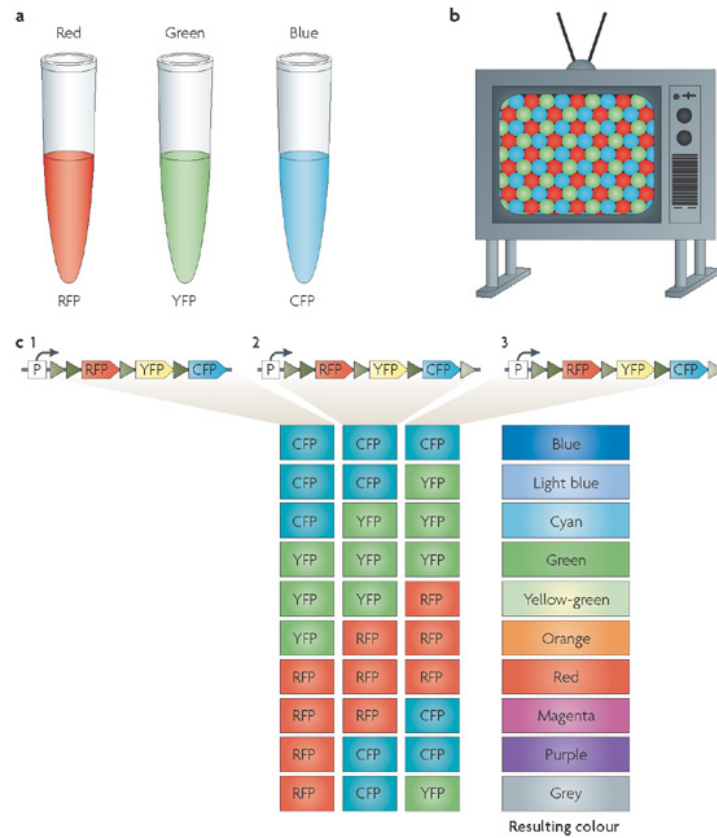 a
Red Green Blue
RFP YFP CFP
b
c 1
P RFP YFP CFP
2
P RFP YFP CFP
3
P RFP YFP CFP
CFP CFP CFP Blue
CFP CFP YFP Light blue
CFP YFP YFP Cyan
YFP YFP YFP Green
YFP YFP RFP Yellow-green
YFP RFP RFP Orange
RFP RFP RFP Red
RFP RFP CFP Magenta
RFP CFP CFP Purple
RFP CFP YFP Grey
Resulting colour